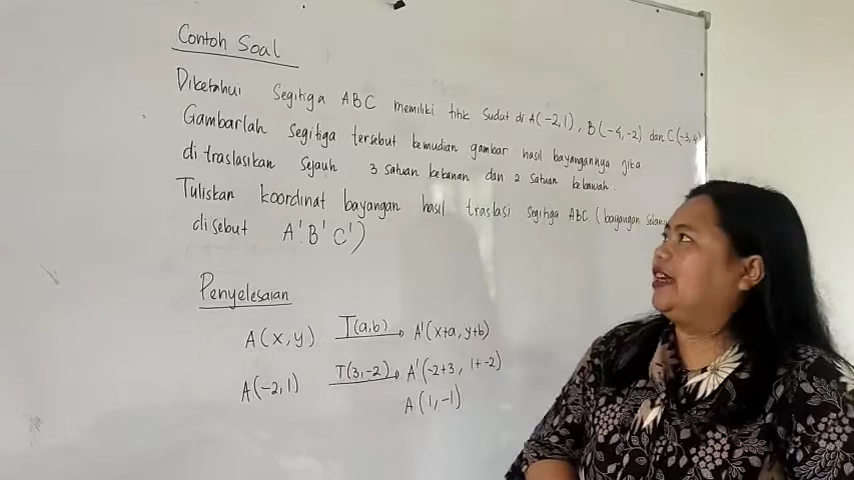 Contoh Soal
Diketahui Segitiga ABC memiliki titik sudut di A(-2,1), B(-4,-2) dan C(-3,4)
Gambarlah segitiga tersebut kemudian gambar hasil bayangannya jika
di traslasikan sejauh 3 satuan kekanan dan 2 satuan kebawah.
Tuliskan koordinat bayangan hasil traslasi segitiga ABC (bayangan
disebut A'B'C')
Penyelesaian
A(x,y) T(a,b) A'(x+a, y+b)
A(-2,1) T(3,-2) A'(-2+3, 1+-2)
A(1,-1)